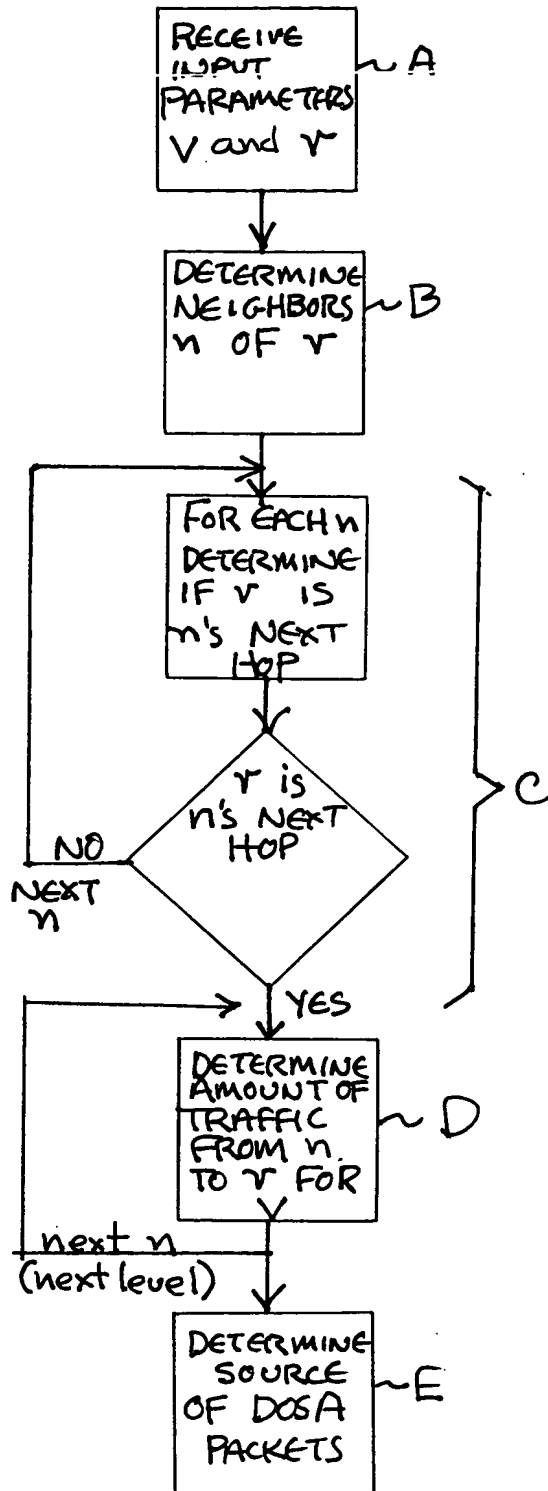 RECEIVE
INPUT
PARAMETERS
V and r
A
DETERMINE
NEIGHBORS
n OF r
B
FOR EACH n
DETERMINE
IF r IS
n's NEXT
HOP
r is
n's NEXT
HOP
C
NO
NEXT
n
YES
DETERMINE
AMOUNT OF
TRAFFIC
FROM n
TO r FOR
V
D
next n
(next level)
DETERMINE
SOURCE
OF DOSA
PACKETS
E